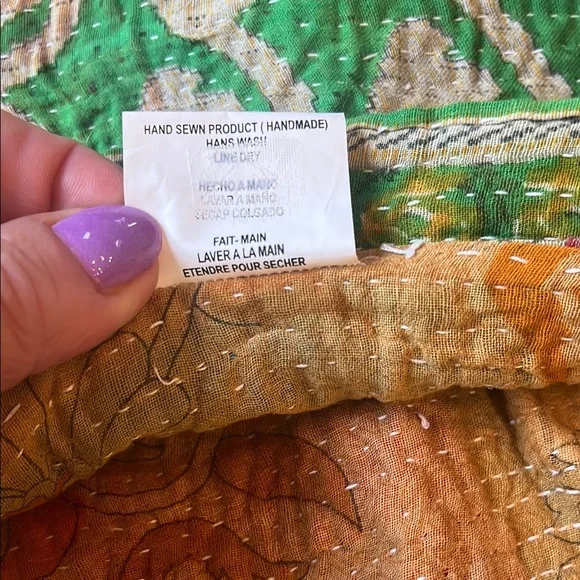 HAND SEWN PRODUCT ( HANDMADE)
HANS WASH
LINE DRY
HECHO A MANO
LAVAR A MANO
SECAR COLGADO
FAIT- MAIN
LAVER A LA MAIN
ETENDRE POUR SECHER